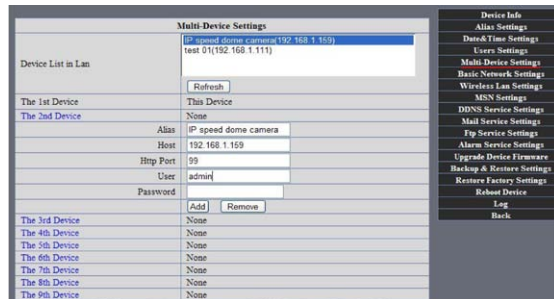 Multi-Device Settings
IP speed dome camera(192.168.1.159)
test 01(192.168.1.111)
Device List in Lan
Refresh
The 1st Device This Device
The 2nd Device None
Alias IP speed dome camera
Host 192.168.1.159
Http Port 99
User admin
Password
Add Remove
The 3rd Device None
The 4th Device None
The 5th Device None
The 6th Device None
The 7th Device None
The 8th Device None
The 9th Device None
Device Info
Alias Settings
Date&Time Settings
Users Settings
Multi-Device Settings
Basic Network Settings
Wireless Lan Settings
MSN Settings
DDNS Service Settings
Mail Service Settings
Ftp Service Settings
Alarm Service Settings
Upgrade Device Firmware
Backup & Restore Settings
Restore Factory Settings
Reboot Device
Log
Back